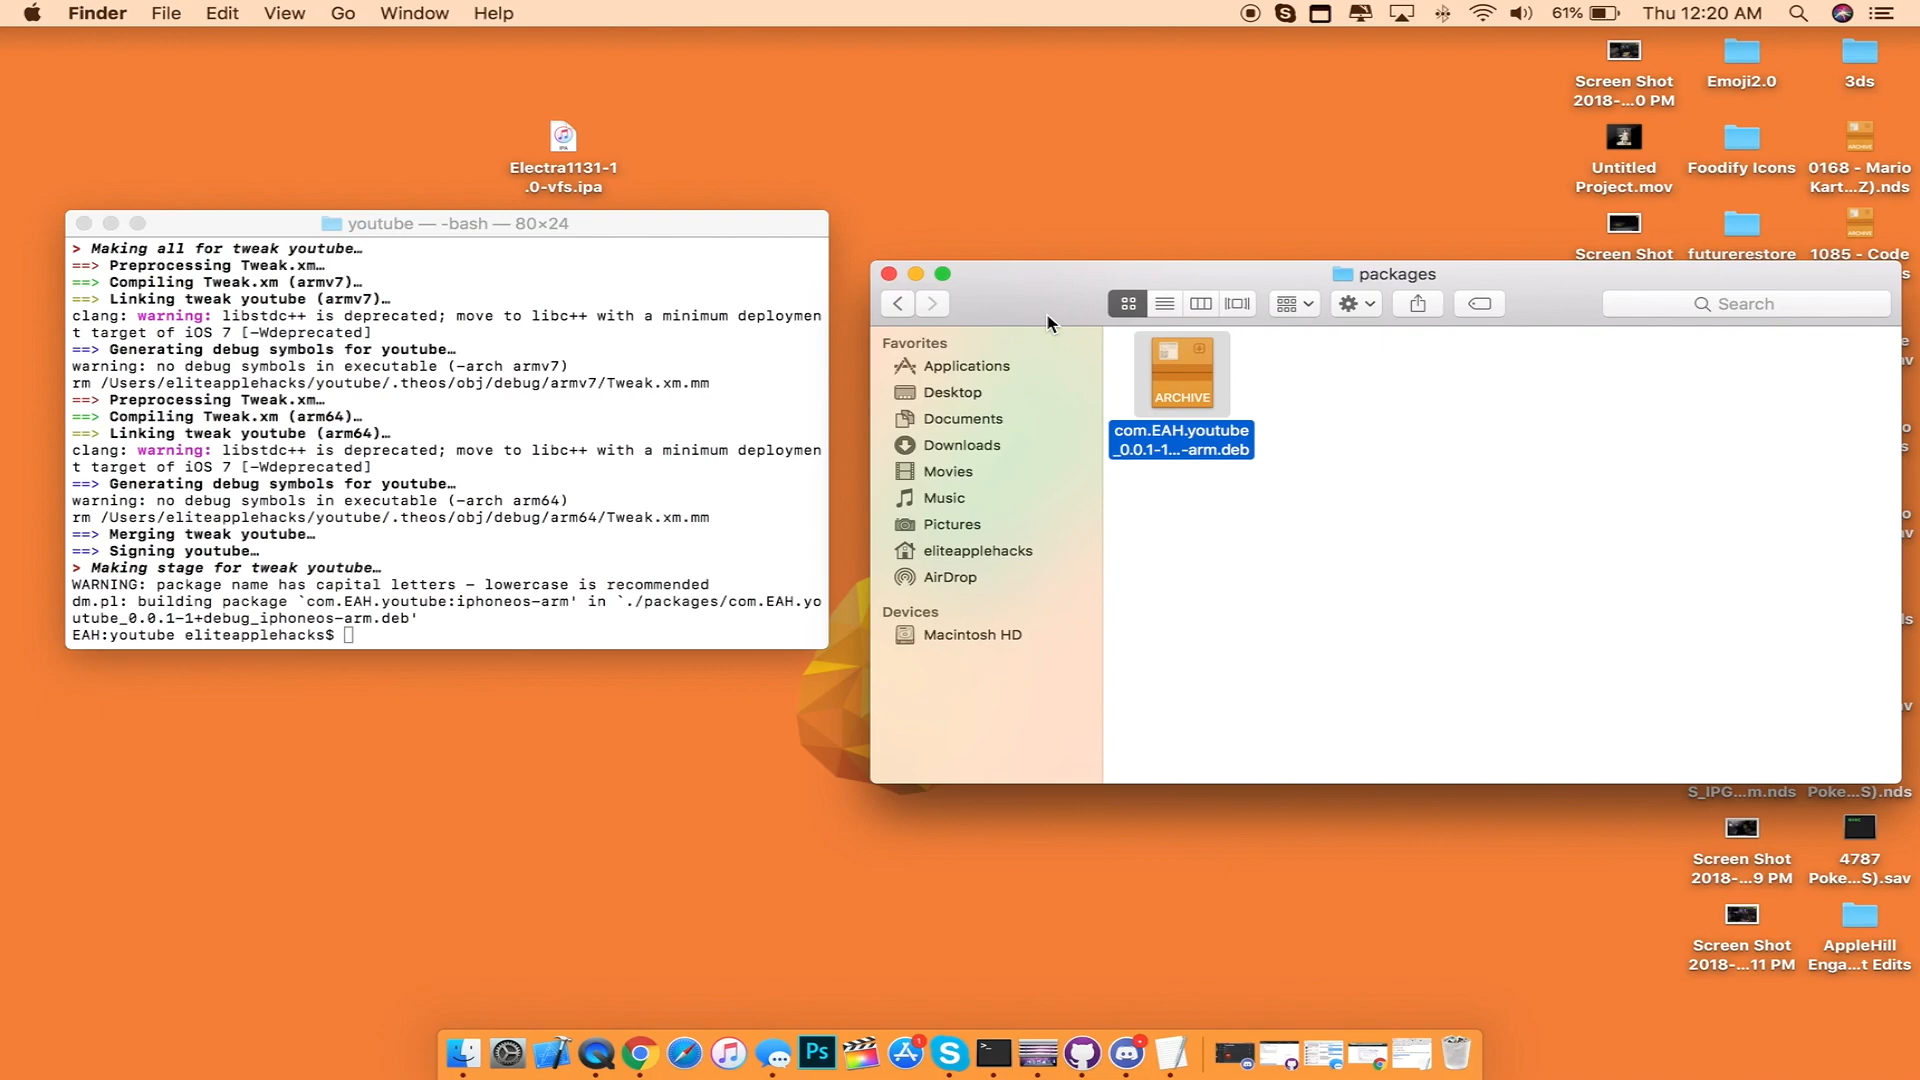 Finder File Edit View Go Window Help
61% Thu 12:20 AM
Screen Shot
2018-...0 PM
Emoji2.0
3ds
Untitled
Project.mov
Foodify Icons
0168 - Mario
Kart...Z).nds
Screen Shot
futurerestore
1085 - Code
IPA
Electra1131-1
.0-vfs.ipa
youtube — -bash — 80×24
> Making all for tweak youtube…
==> Preprocessing Tweak.xm…
==> Compiling Tweak.xm (armv7)…
==> Linking tweak youtube (armv7)…
clang: warning: libstdc++ is deprecated; move to libc++ with a minimum deploymen
t target of iOS 7 [-Wdeprecated]
==> Generating debug symbols for youtube…
warning: no debug symbols in executable (-arch armv7)
rm /Users/eliteapplehacks/youtube/.theos/obj/debug/armv7/Tweak.xm.mm
==> Preprocessing Tweak.xm…
==> Compiling Tweak.xm (arm64)…
==> Linking tweak youtube (arm64)…
clang: warning: libstdc++ is deprecated; move to libc++ with a minimum deploymen
t target of iOS 7 [-Wdeprecated]
==> Generating debug symbols for youtube…
warning: no debug symbols in executable (-arch arm64)
rm /Users/eliteapplehacks/youtube/.theos/obj/debug/arm64/Tweak.xm.mm
==> Merging tweak youtube…
==> Signing youtube…
> Making stage for tweak youtube…
WARNING: package name has capital letters - lowercase is recommended
dm.pl: building package `com.EAH.youtube:iphoneos-arm' in `./packages/com.EAH.yo
utube_0.0.1-1+debug_iphoneos-arm.deb'
EAH:youtube eliteapplehacks$
packages
Search
Favorites
Applications
Desktop
Documents
Downloads
Movies
Music
Pictures
eliteapplehacks
AirDrop
Devices
Macintosh HD
ARCHIVE
com.EAH.youtube
_0.0.1-1...-arm.deb
S_IPG...m.nds
Poke...S).nds
Screen Shot
2018-...9 PM
4787
Poke...S).sav
Screen Shot
2018-...11 PM
AppleHill
Enga...t Edits
Ps
1